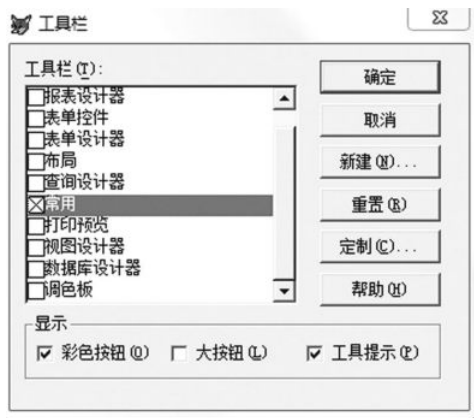 工具栏
工具栏(T):
报表设计器
表单控件
表单设计器
布局
查询设计器
常用
打印预览
视图设计器
数据库设计器
调色板
确定
取消
新建(N)...
重置(R)
定制(C)...
帮助(H)
显示
彩色按钮(O) 大按钮(L) 工具提示(P)